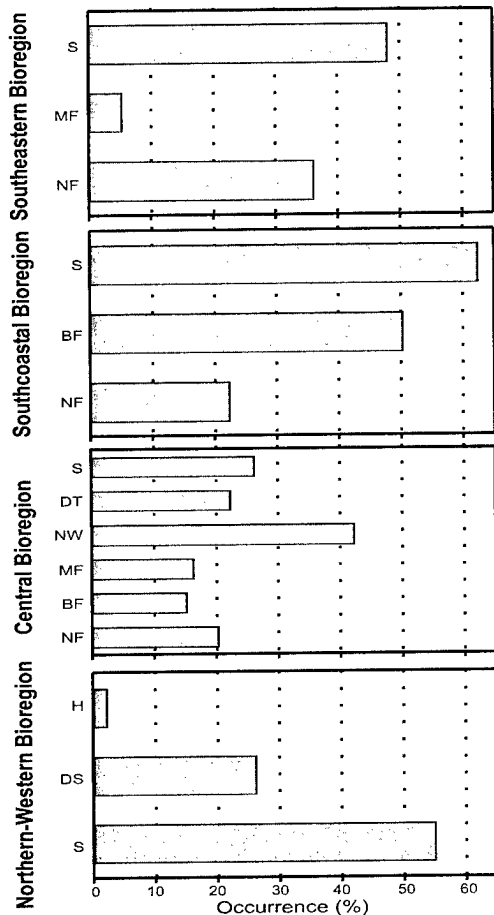 Southeastern Bioregion
S
MF
NF
Southcoastal Bioregion
S
BF
NF
Central Bioregion
S
DT
NW
MF
BF
NF
Northern-Western Bioregion
H
DS
S
0 10 20 30 40 50 60
Occurrence (%)